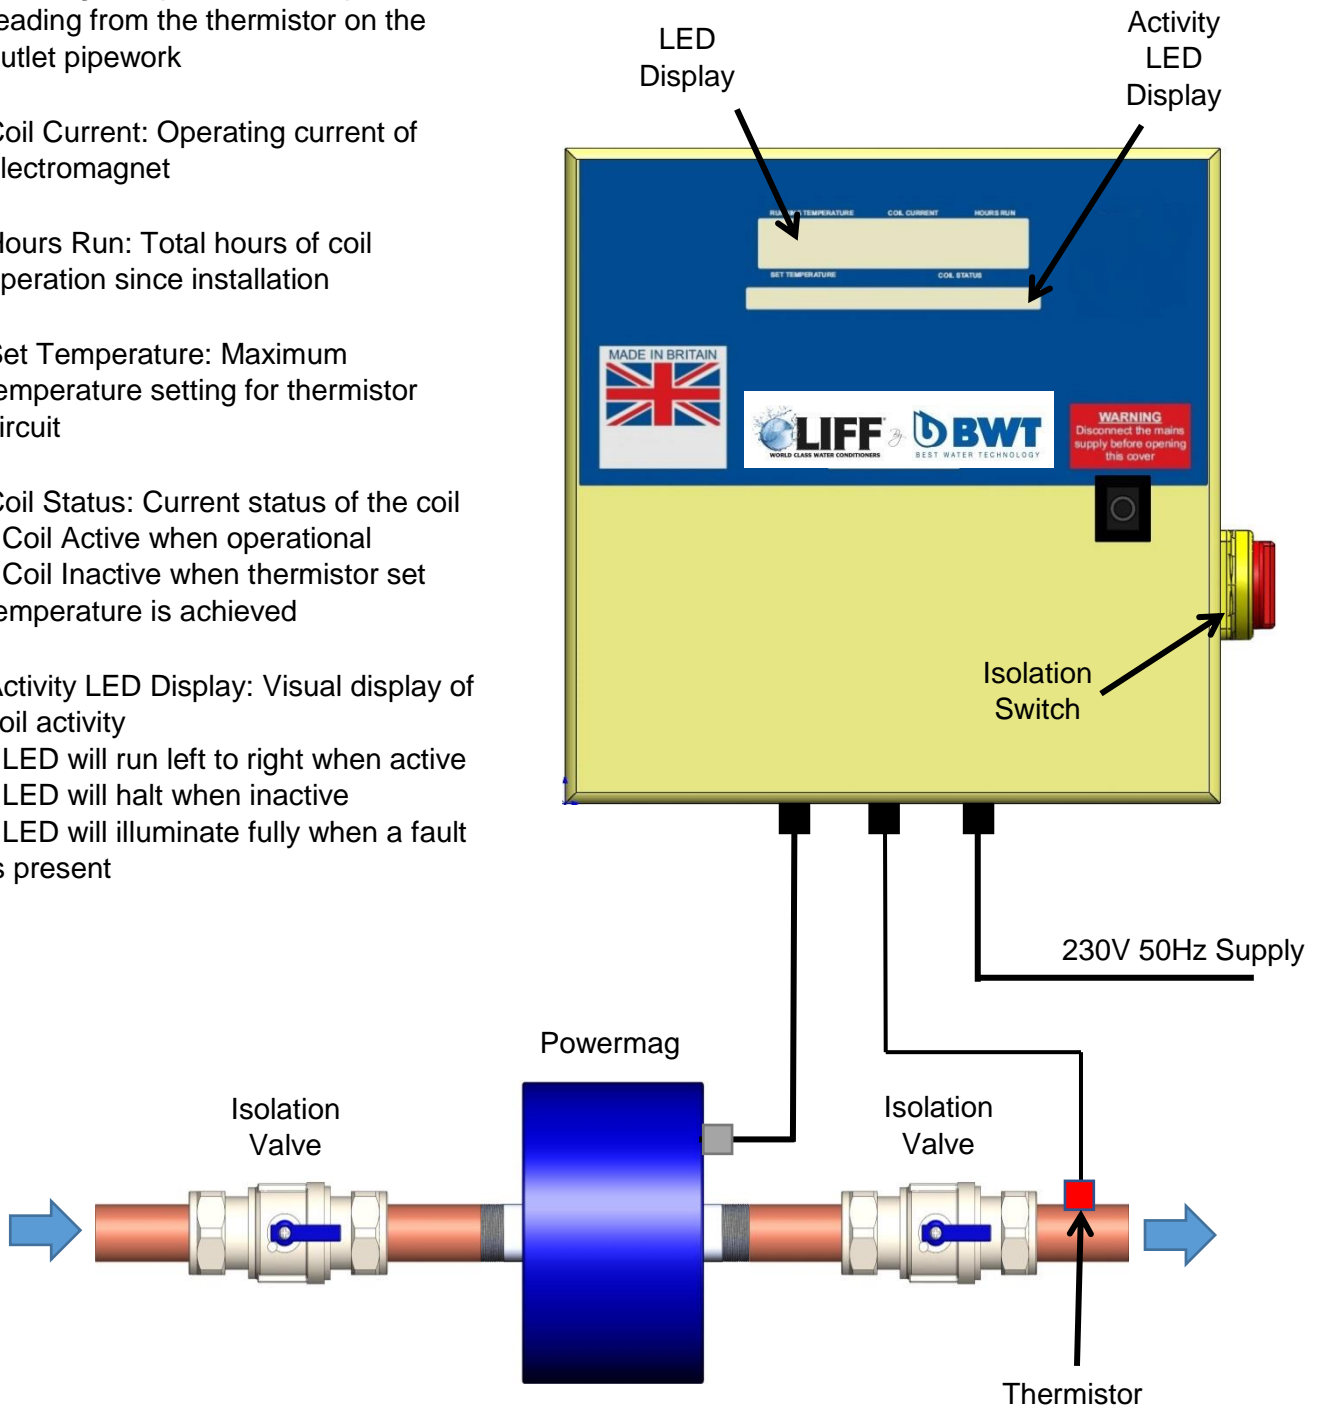 eading from the thermistor on the
utlet pipework
oil Current: Operating current of
lectromagnet
ours Run: Total hours of coil
peration since installation
et Temperature: Maximum
emperature setting for thermistor
ircuit
oil Status: Current status of the coil
Coil Active when operational
Coil Inactive when thermistor set
emperature is achieved
ctivity LED Display: Visual display of
oil activity
LED will run left to right when active
LED will halt when inactive
LED will illuminate fully when a fault
s present
LED
Display
Activity
LED
Display
RUNNING TEMPERATURE COIL CURRENT HOURS RUN
SET TEMPERATURE COIL STATUS
MADE IN BRITAIN
LIFF By BWT
WORLD CLASS WATER CONDITIONERS BEST WATER TECHNOLOGY
WARNING
Disconnect the mains
supply before opening
this cover
Isolation
Switch
230V 50Hz Supply
Powermag
Isolation
Valve
Isolation
Valve
Thermistor